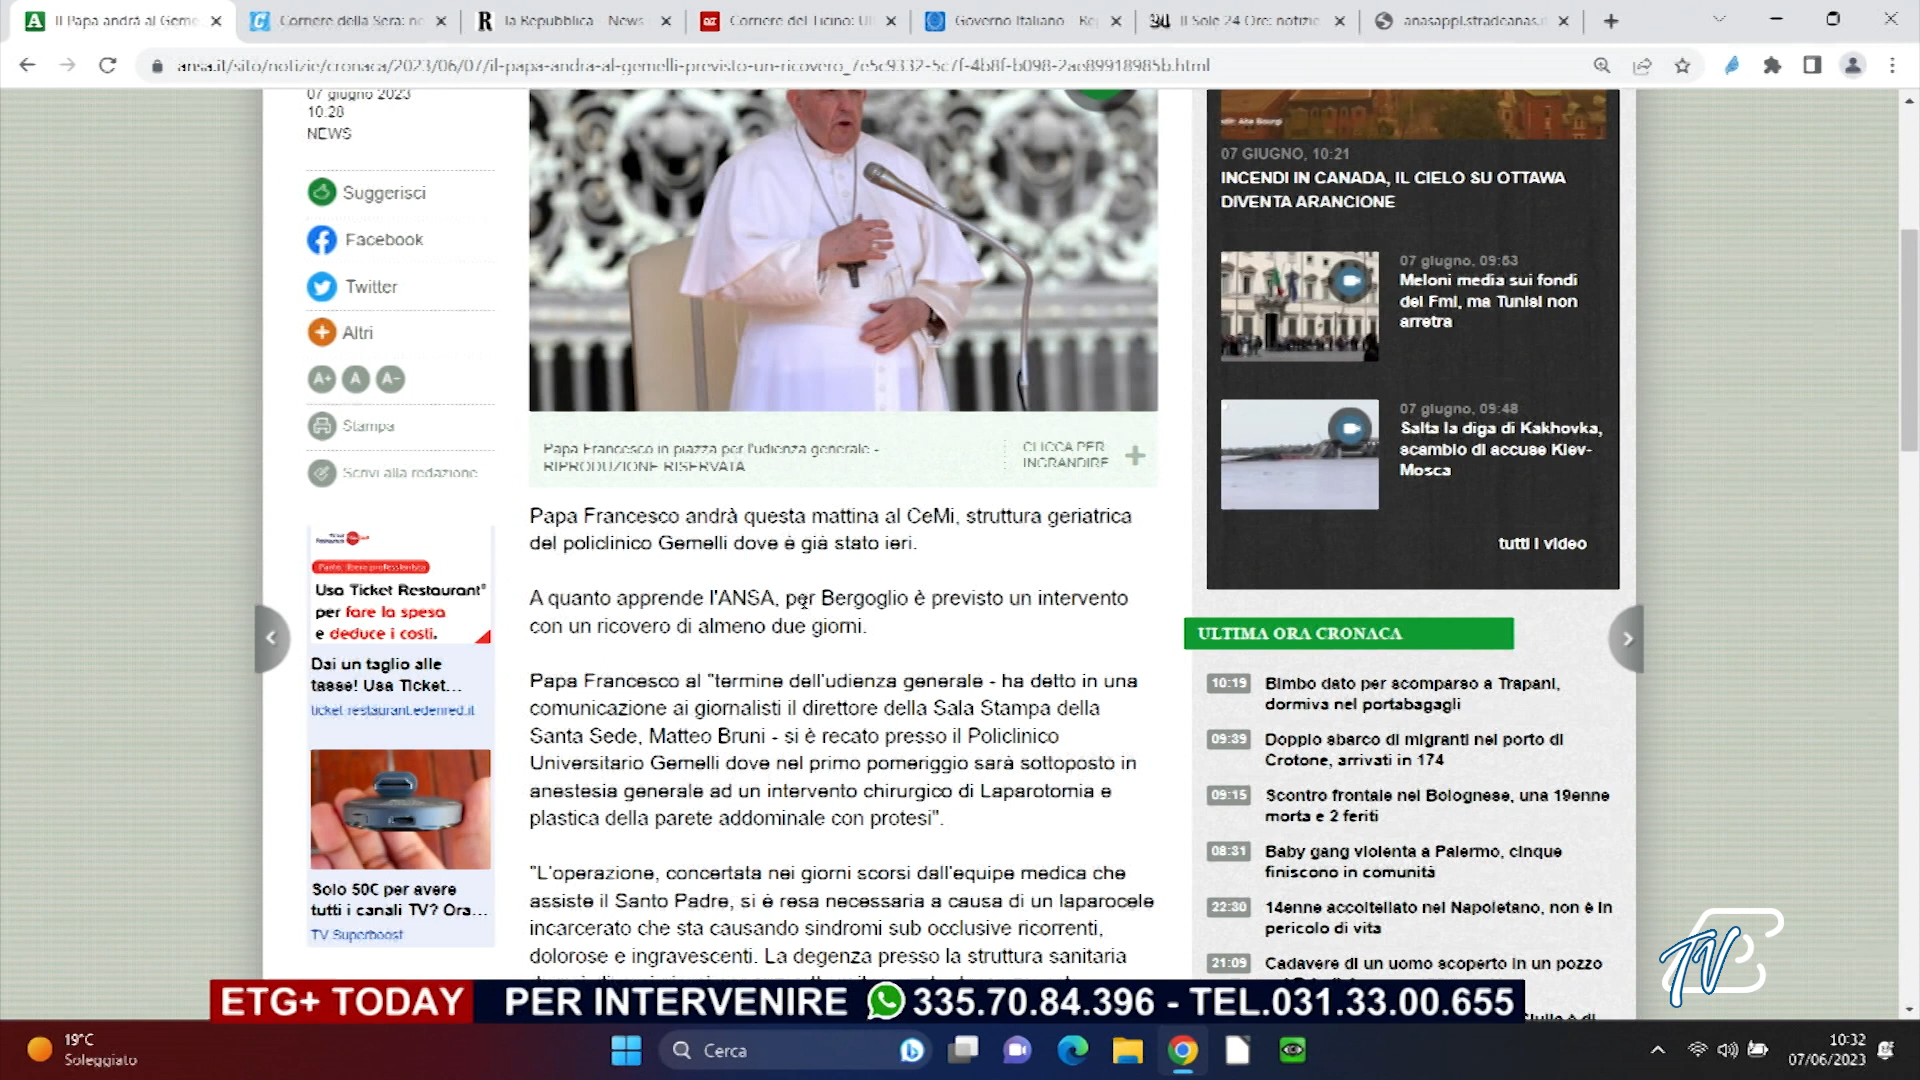 Il Papa andrà al Geme
Corriere della Sera: no
la Repubblica - News
Corriere del Ticino: Ul
Governo Italiano - Re
Il Sole 24 Ore: notizie
anasappl.stradeanas.
ansa.it/sito/notizie/cronaca/2023/06/07/il-papa-andra-al-gemelli-previsto-un-ricovero_7e5c9332-5c7f-4b8f-b098-2ae89918985b.html
07 giugno 2023
10:28
NEWS
Suggerisci
Facebook
Twitter
Altri
A+ A A-
Stampa
Scrivi alla redazione
Usa Ticket Restaurant®
per fare la spesa
e deduce i costi.
Dai un taglio alle
tasse! Usa Ticket...
ticket-restaurant.edenred.it
Solo 50€ per avere
tutti i canali TV? Ora...
TV Superboost
Papa Francesco in piazza per l'udienza generale -
RIPRODUZIONE RISERVATA
CLICCA PER
INGRANDIRE
Papa Francesco andrà questa mattina al CeMi, struttura geriatrica
del policlinico Gemelli dove è già stato ieri.
A quanto apprende l'ANSA, per Bergoglio è previsto un intervento
con un ricovero di almeno due giorni.
Papa Francesco al "termine dell'udienza generale - ha detto in una
comunicazione ai giornalisti il direttore della Sala Stampa della
Santa Sede, Matteo Bruni - si è recato presso il Policlinico
Universitario Gemelli dove nel primo pomeriggio sarà sottoposto in
anestesia generale ad un intervento chirurgico di Laparotomia e
plastica della parete addominale con protesi".
"L'operazione, concertata nei giorni scorsi dall'equipe medica che
assiste il Santo Padre, si è resa necessaria a causa di un laparocele
incarcerato che sta causando sindromi sub occlusive ricorrenti,
dolorose e ingravescenti. La degenza presso la struttura sanitaria
07 GIUGNO, 10:21
INCENDI IN CANADA, IL CIELO SU OTTAWA
DIVENTA ARANCIONE
07 giugno, 09:53
Meloni media sui fondi
del Fmi, ma Tunisi non
arretra
07 giugno, 09:48
Salta la diga di Kakhovka,
scambio di accuse Kiev-
Mosca
tutti i video
ULTIMA ORA CRONACA
10:19 Bimbo dato per scomparso a Trapani,
dormiva nel portabagagli
09:39 Doppio sbarco di migranti nel porto di
Crotone, arrivati in 174
09:15 Scontro frontale nel Bolognese, una 19enne
morta e 2 feriti
08:31 Baby gang violenta a Palermo, cinque
finiscono in comunità
22:30 14enne accoltellato nel Napoletano, non è in
pericolo di vita
21:09 Cadavere di un uomo scoperto in un pozzo
ETG+ TODAY PER INTERVENIRE 335.70.84.396 - TEL.031.33.00.655
19°C
Soleggiato
Cerca
10:32
07/06/2023